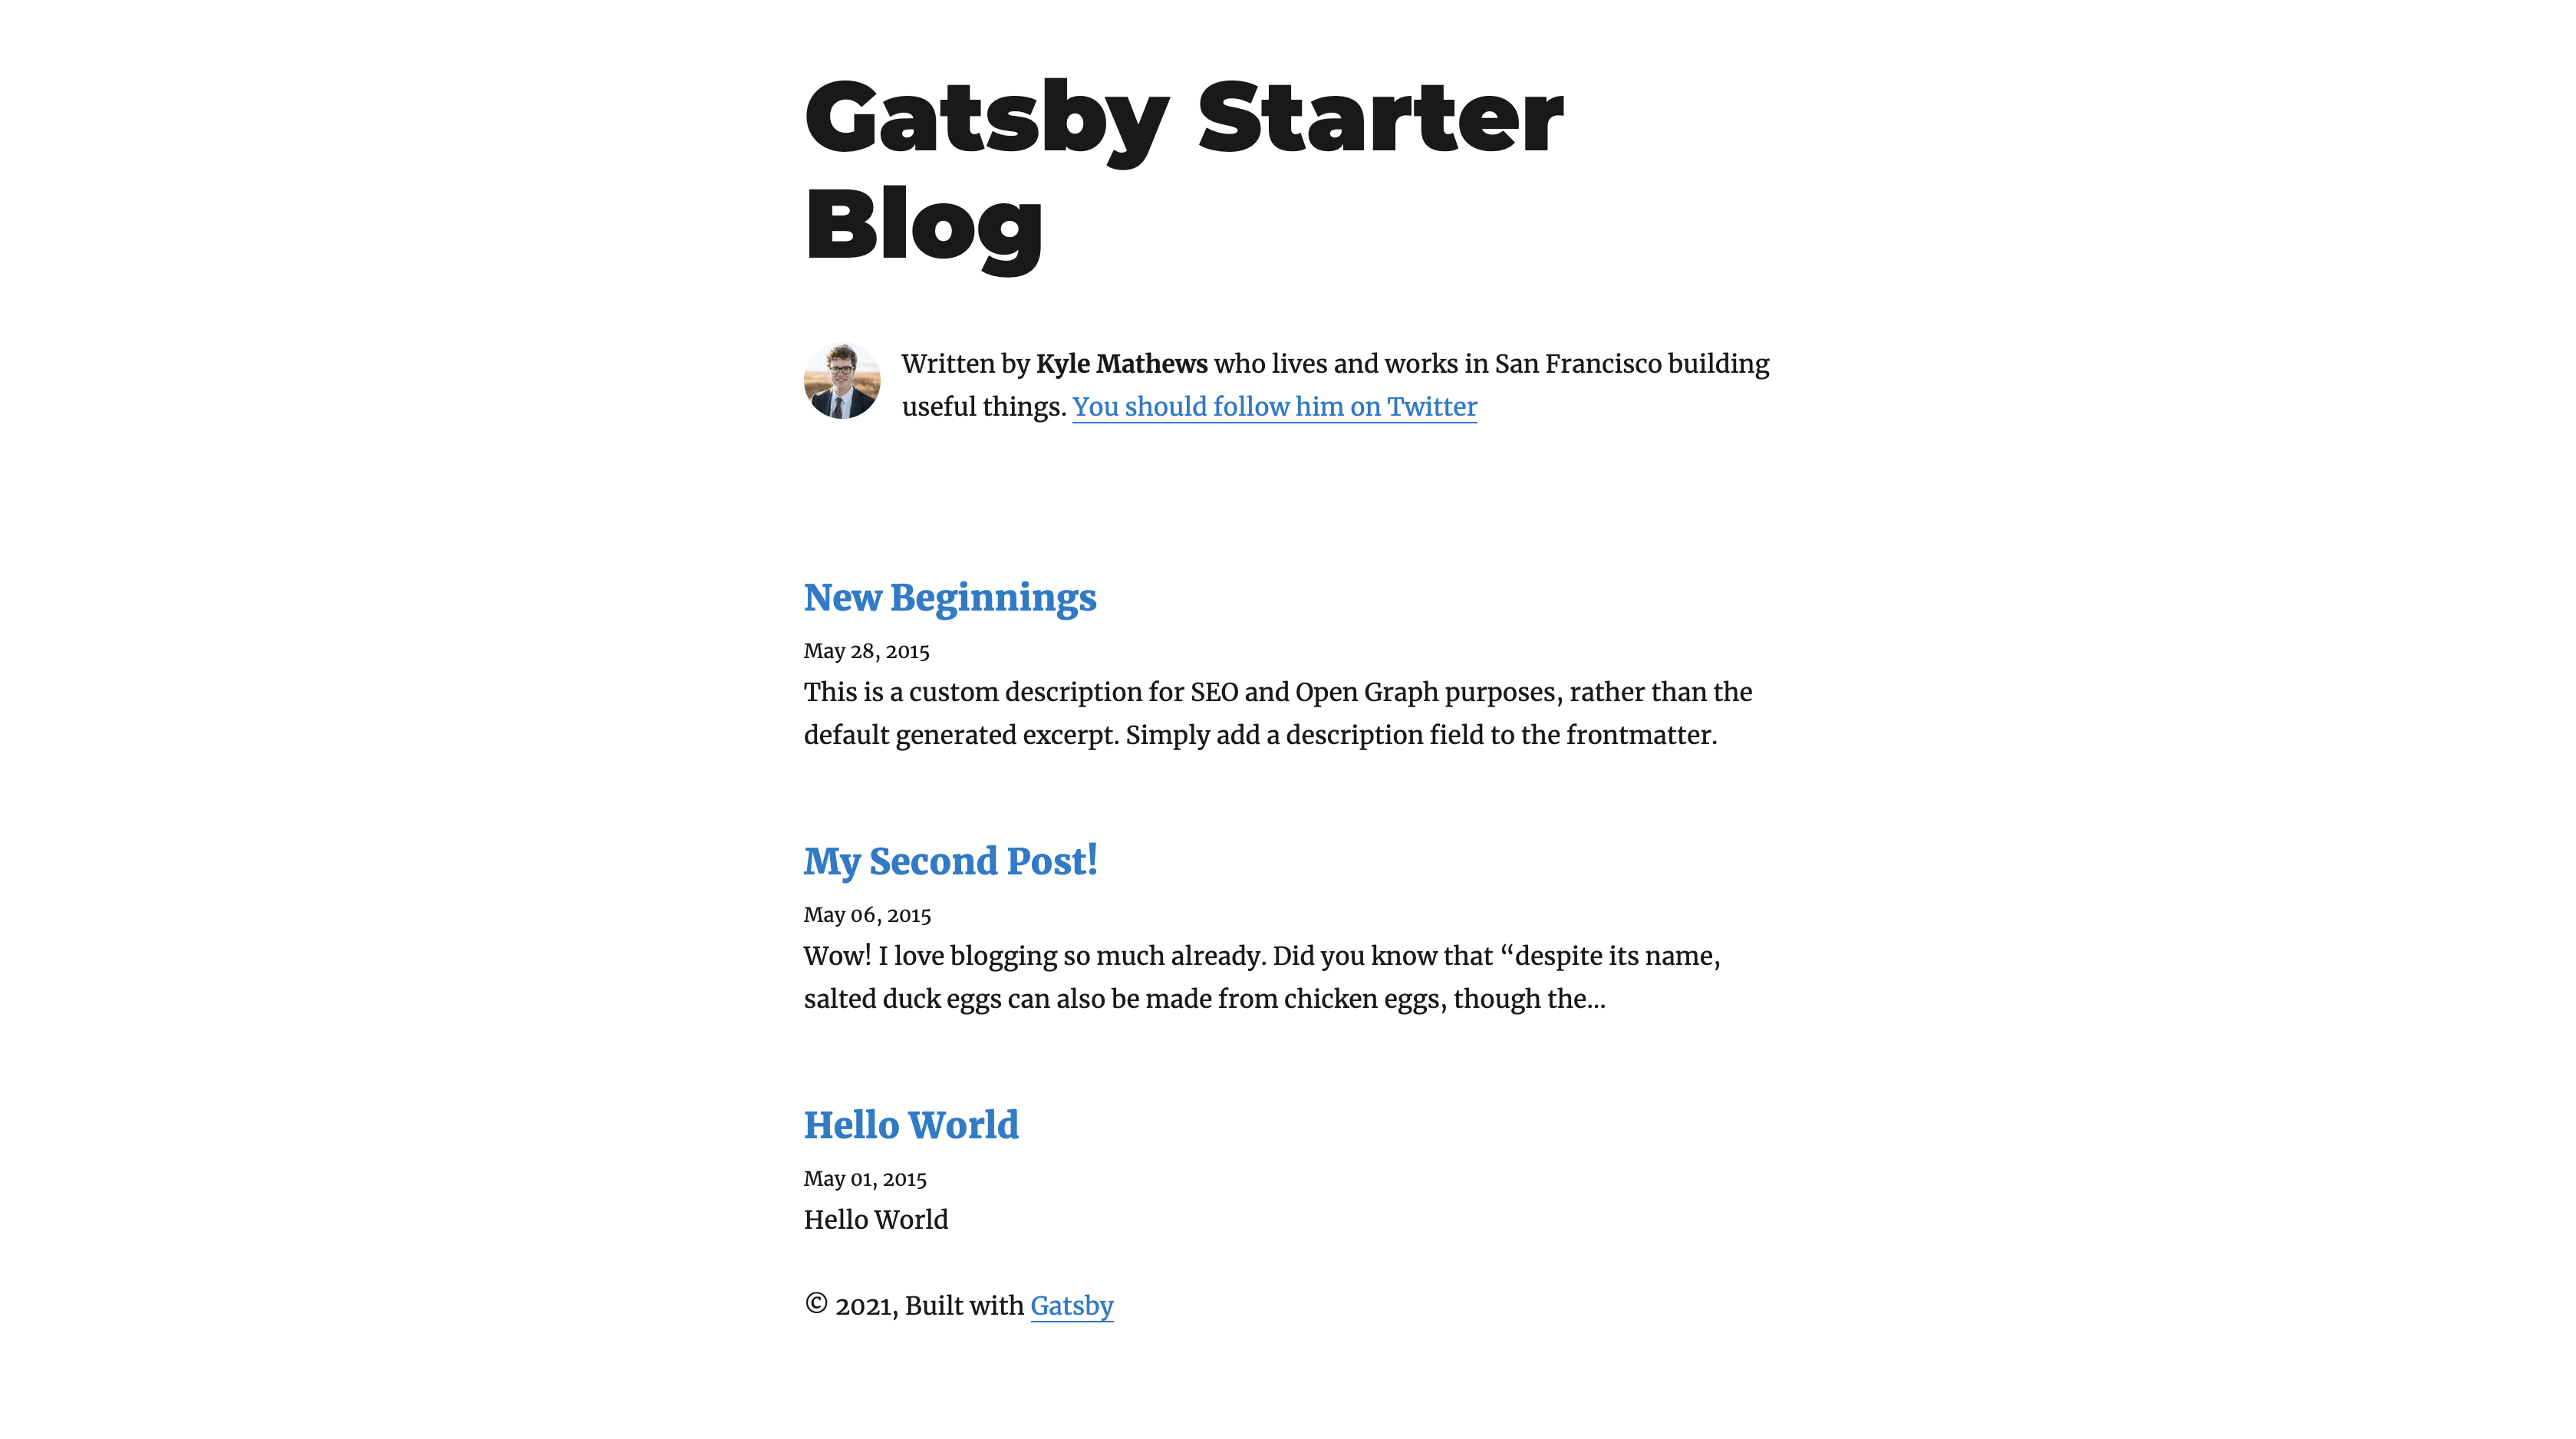 Gatsby Starter
Blog
Written by Kyle Mathews who lives and works in San Francisco building
useful things. You should follow him on Twitter
New Beginnings
May 28, 2015
This is a custom description for SEO and Open Graph purposes, rather than the
default generated excerpt. Simply add a description field to the frontmatter.
My Second Post!
May 06, 2015
Wow! I love blogging so much already. Did you know that “despite its name,
salted duck eggs can also be made from chicken eggs, though the…
Hello World
May 01, 2015
Hello World
© 2021, Built with Gatsby